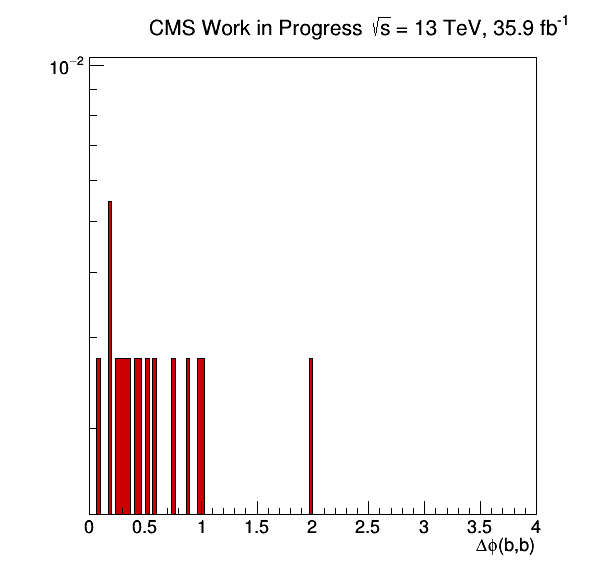 CMS Work in Progress √s = 13 TeV, 35.9 fb⁻¹
10⁻²
0 0.5 1 1.5 2 2.5 3 3.5 4
Δϕ(b,b)